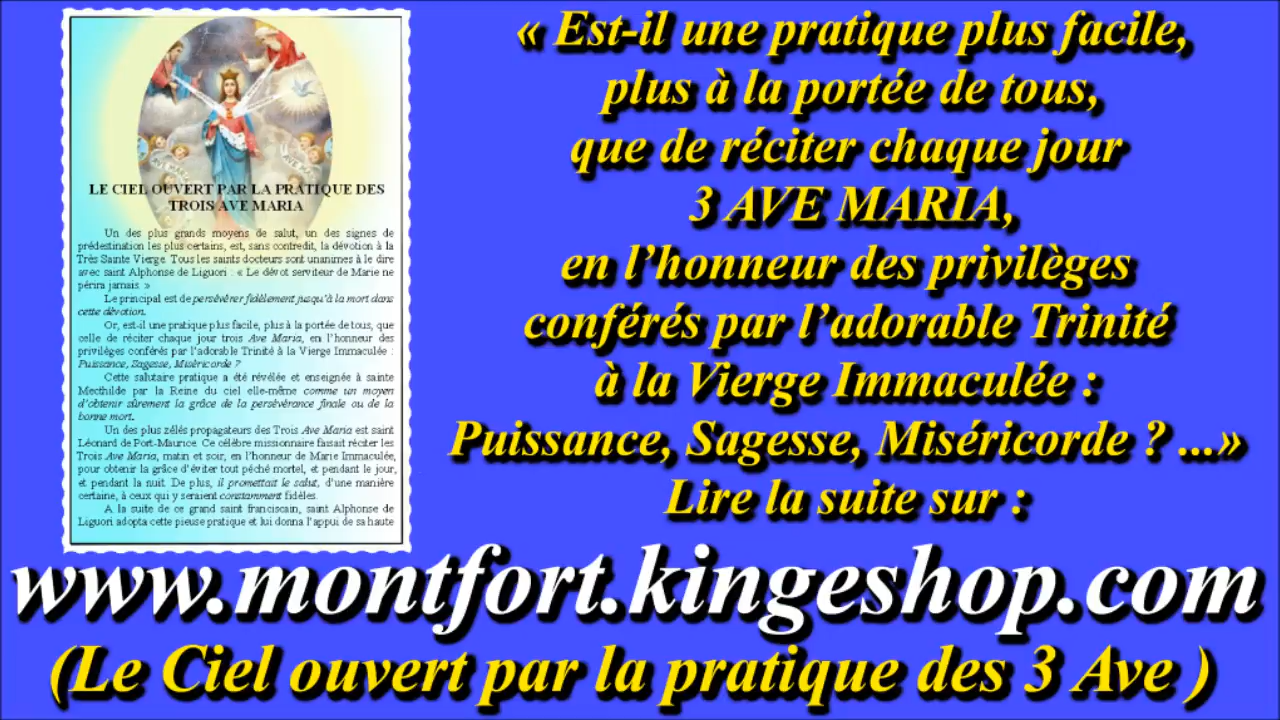 LE CIEL OUVERT PAR LA PRATIQUE DES
TROIS AVE MARIA
Un des plus grands moyens de salut, un des signes de
prédestination les plus certains, est, sans contredit, la dévotion à la
Très Sainte Vierge. Tous les saints docteurs sont unanimes à le dire
avec saint Alphonse de Liguori : « Le dévot serviteur de Marie ne
périra jamais. »
Le principal est de persévérer fidèlement jusqu'à la mort dans
cette dévotion.
Or, est-il une pratique plus facile, plus à la portée de tous, que
celle de réciter chaque jour trois Ave Maria, en l'honneur des
privilèges conférés par l'adorable Trinité à la Vierge Immaculée :
Puissance, Sagesse, Miséricorde ?
Cette salutaire pratique a été révélée et enseignée à sainte
Mecthilde par la Reine du ciel elle-même comme un moyen
d'obtenir sûrement la grâce de la persévérance finale ou de la
bonne mort.
Un des plus zélés propagateurs des Trois Ave Maria est saint
Léonard de Port-Maurice. Ce célèbre missionnaire faisait réciter les
Trois Ave Maria, matin et soir, en l'honneur de Marie Immaculée,
pour obtenir la grâce d'éviter tout péché mortel, et pendant le jour,
et pendant la nuit. De plus, il promettait le salut, d'une manière
certaine, à ceux qui y seraient constamment fidèles.
A la suite de ce grand saint franciscain, saint Alphonse de
Liguori adopta cette pieuse pratique et lui donna l'appui de sa haute
« Est-il une pratique plus facile,
plus à la portée de tous,
que de réciter chaque jour
3 AVE MARIA,
en l'honneur des privilèges
conférés par l'adorable Trinité
à la Vierge Immaculée :
Puissance, Sagesse, Miséricorde ? ...»
Lire la suite sur :
www.montfort.kingeshop.com
(Le Ciel ouvert par la pratique des 3 Ave )